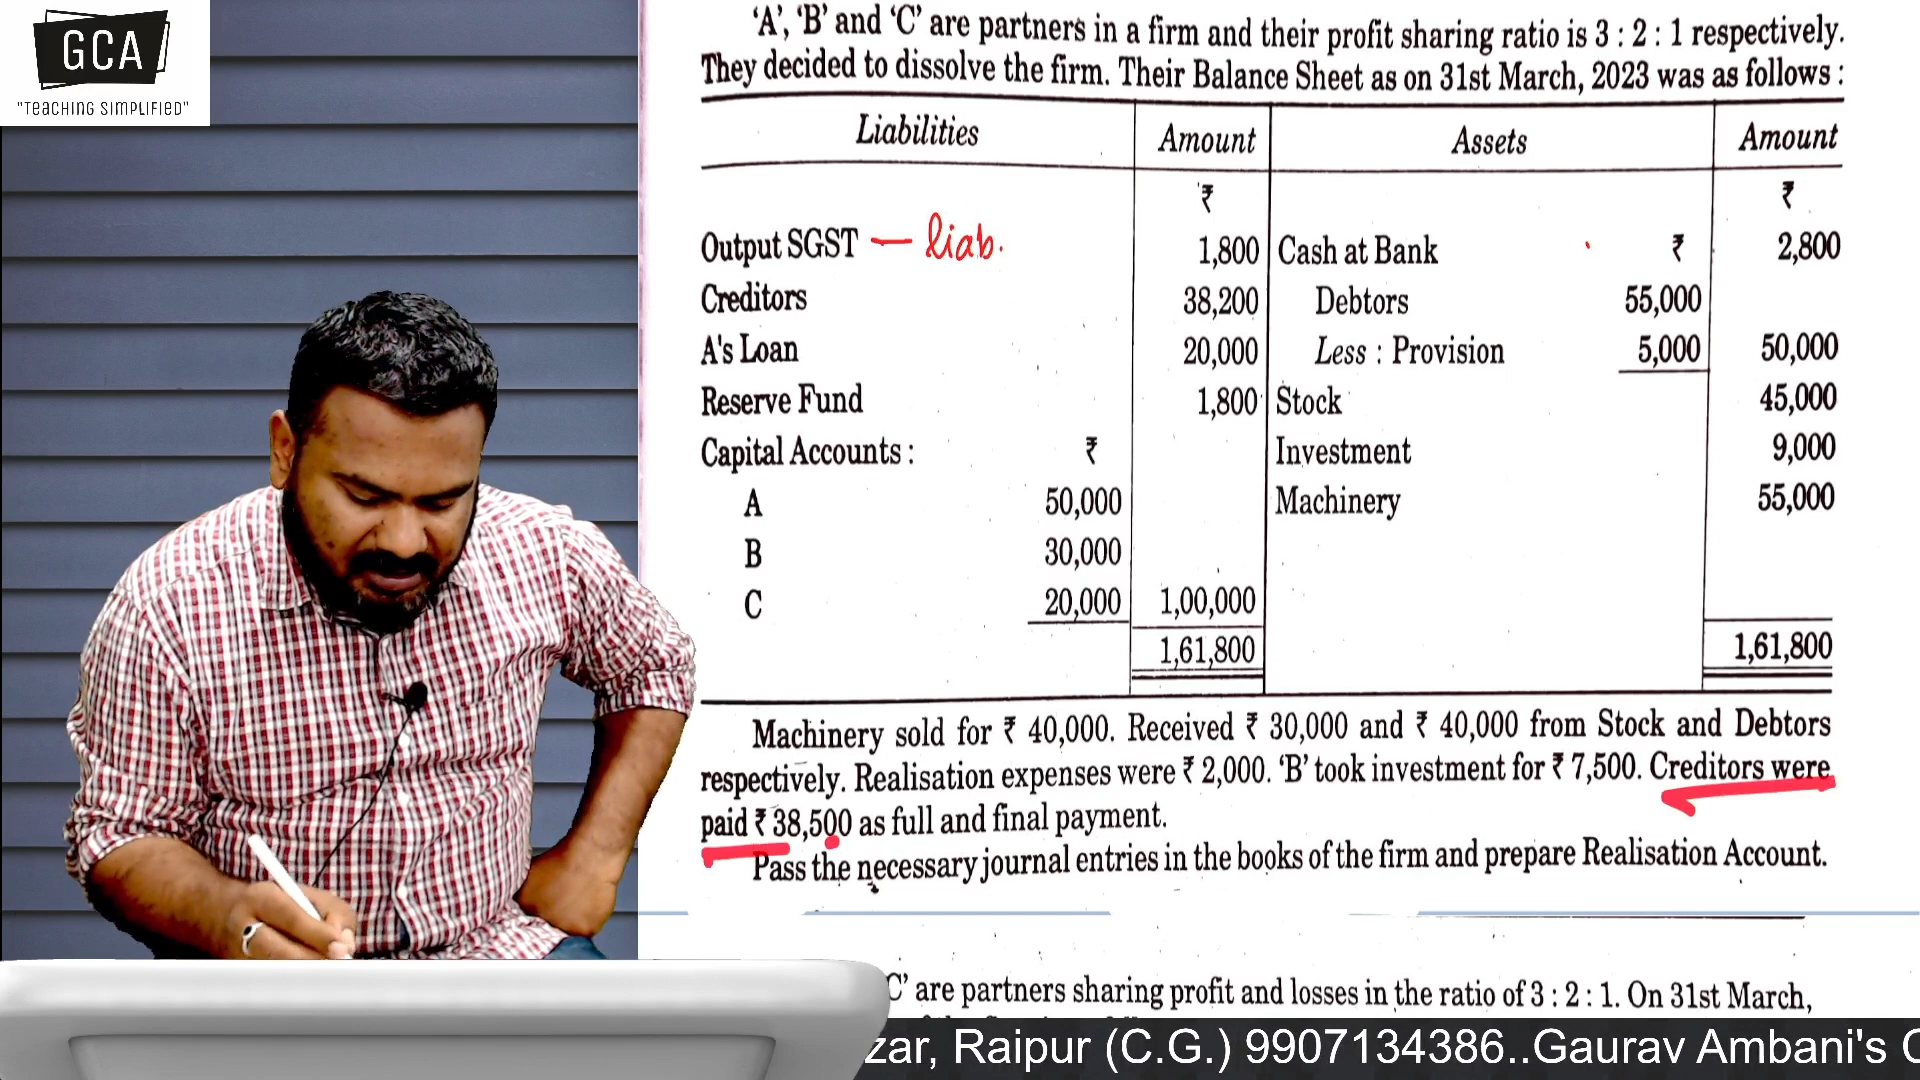 GCA
"TEACHING SIMPLIFIED"
'A', 'B' and 'C' are partners in a firm and their profit sharing ratio is 3 : 2 : 1 respectively.
They decided to dissolve the firm. Their Balance Sheet as on 31st March, 2023 was as follows :
Liabilities Amount Assets Amount
₹ ₹
Output SGST — liab. 1,800 Cash at Bank ₹ 2,800
Creditors 38,200 Debtors 55,000
A's Loan 20,000 Less : Provision 5,000 50,000
Reserve Fund 1,800 Stock 45,000
Capital Accounts : ₹ Investment 9,000
A 50,000 Machinery 55,000
B 30,000
C 20,000 1,00,000
1,61,800 1,61,800
Machinery sold for ₹ 40,000. Received ₹ 30,000 and ₹ 40,000 from Stock and Debtors
respectively. Realisation expenses were ₹ 2,000. 'B' took investment for ₹ 7,500. Creditors were
paid ₹ 38,500 as full and final payment.
Pass the necessary journal entries in the books of the firm and prepare Realisation Account.
C' are partners sharing profit and losses in the ratio of 3 : 2 : 1. On 31st March,
zar, Raipur (C.G.) 9907134386..Gaurav Ambani's C